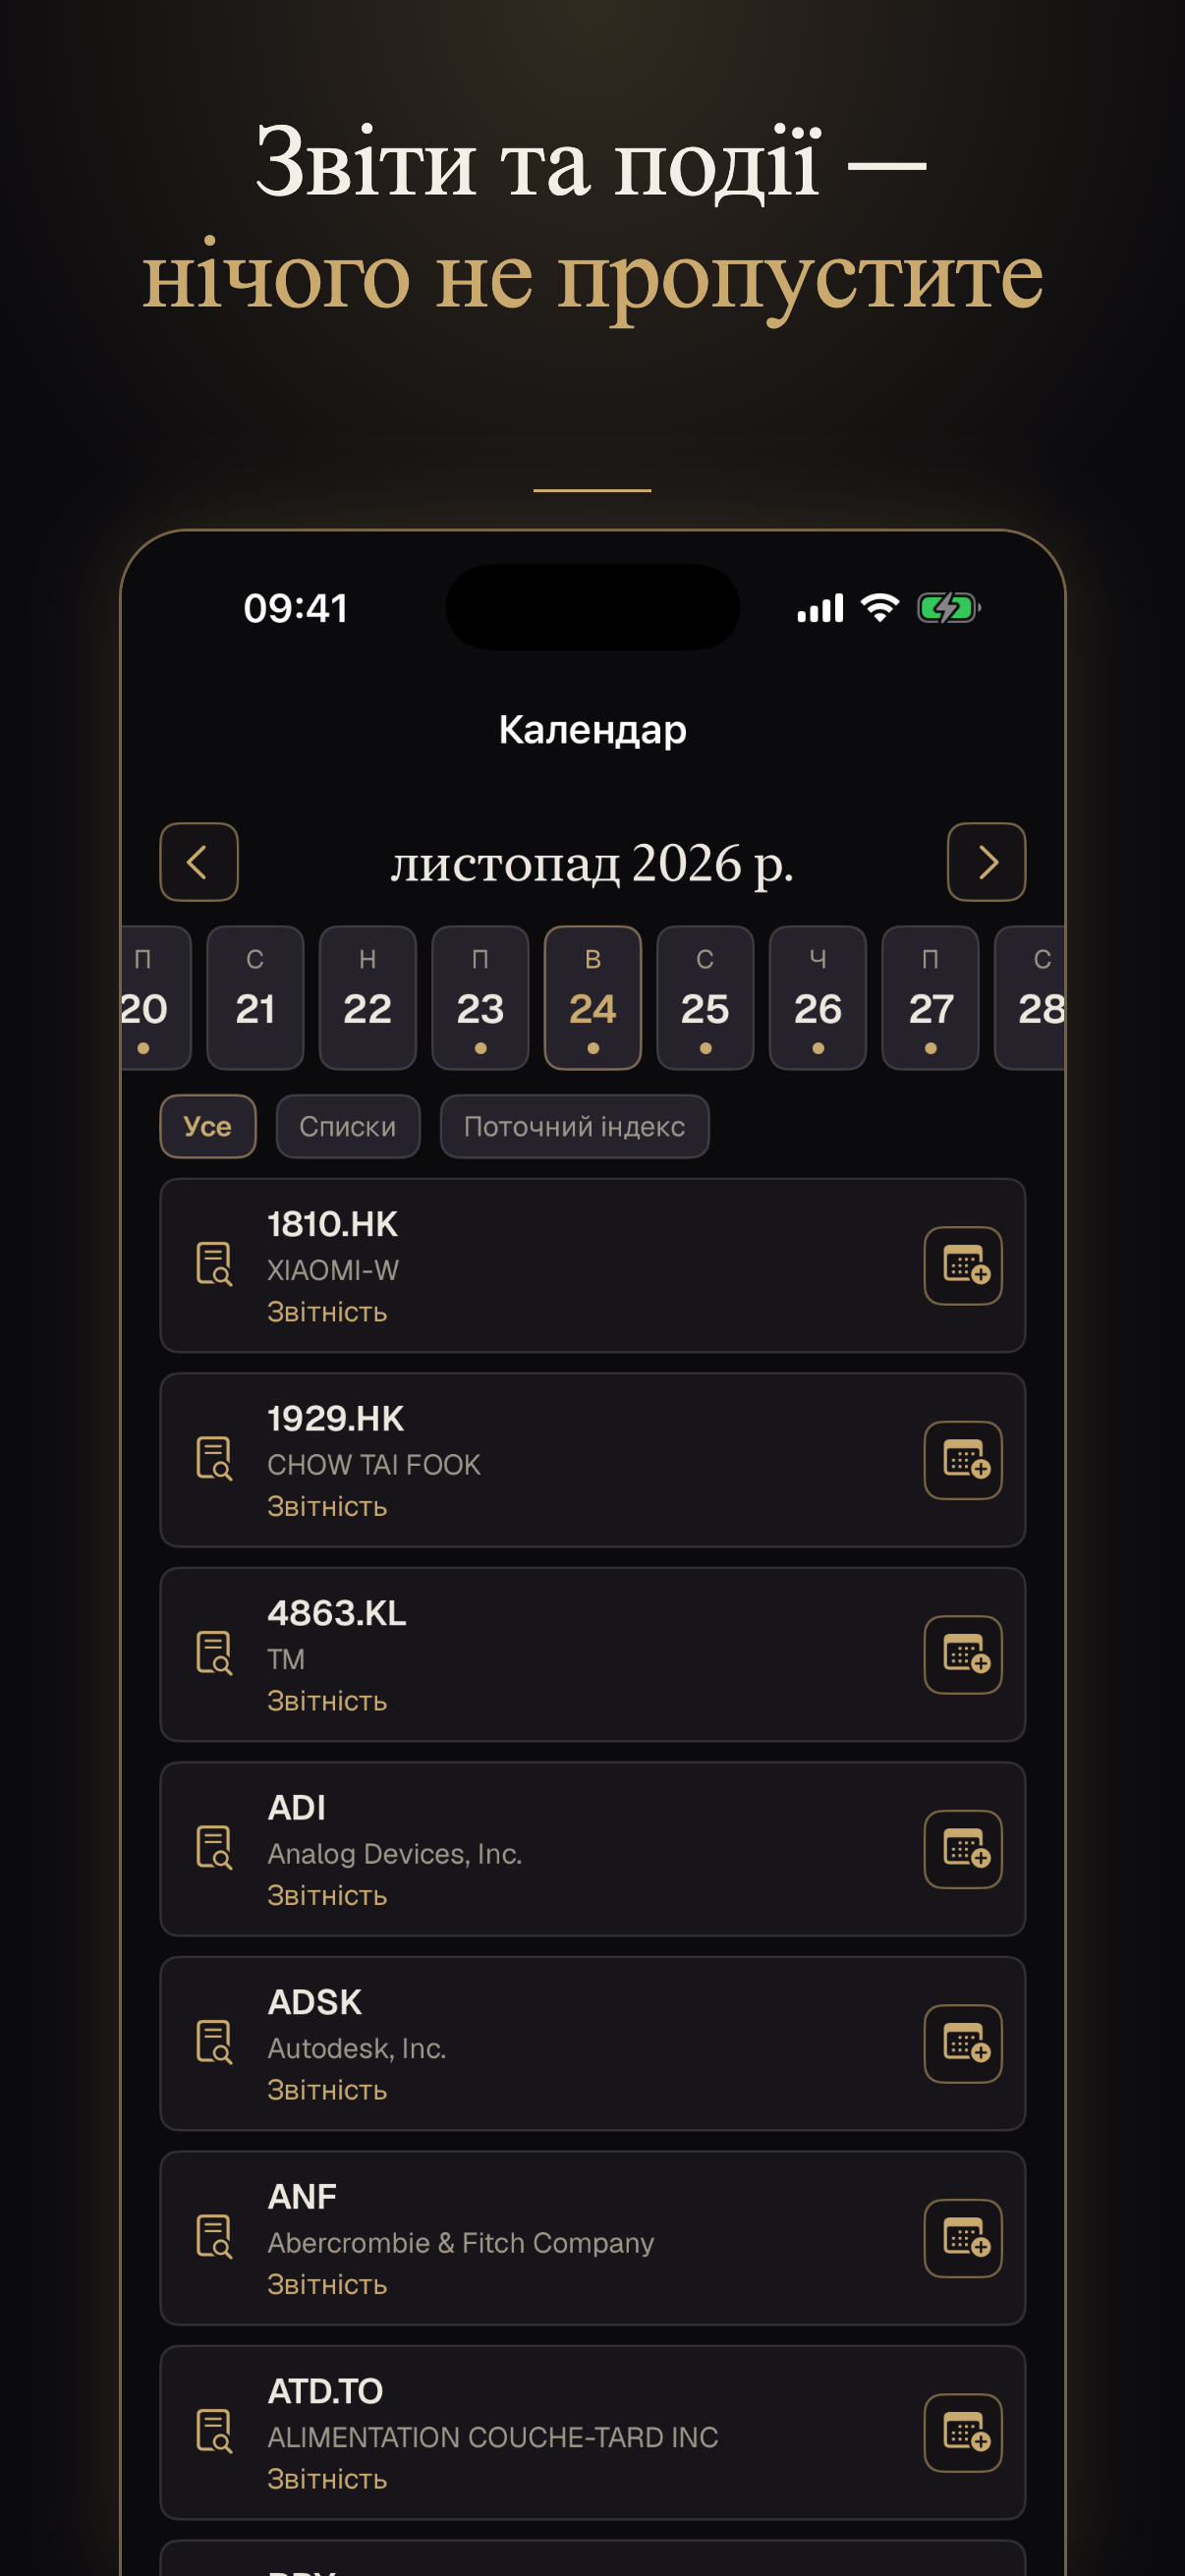 Звіти та події —
нічого не пропустите
09:41
Календар
листопад 2026 р.
П С Н П В С Ч П С
20 21 22 23 24 25 26 27 28
Усе Списки Поточний індекс
1810.HK
XIAOMI-W
Звітність
1929.HK
CHOW TAI FOOK
Звітність
4863.KL
TM
Звітність
ADI
Analog Devices, Inc.
Звітність
ADSK
Autodesk, Inc.
Звітність
ANF
Abercrombie & Fitch Company
Звітність
ATD.TO
ALIMENTATION COUCHE-TARD INC
Звітність